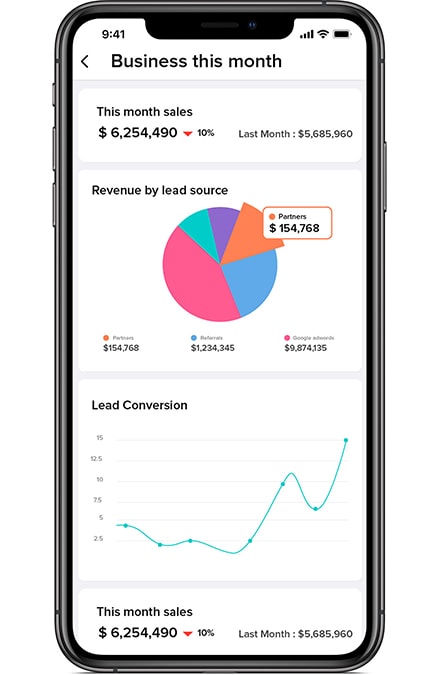 9:41
Business this month
This month sales
$ 6,254,490 10% Last Month : $5,685,960
Revenue by lead source
Partners
$ 154,768
Partners Referrals Google adwords
$154,768 $1,234,345 $9,874,135
Lead Conversion
15
12.5
10
7.5
5
2.5
This month sales
$ 6,254,490 10% Last Month : $5,685,960